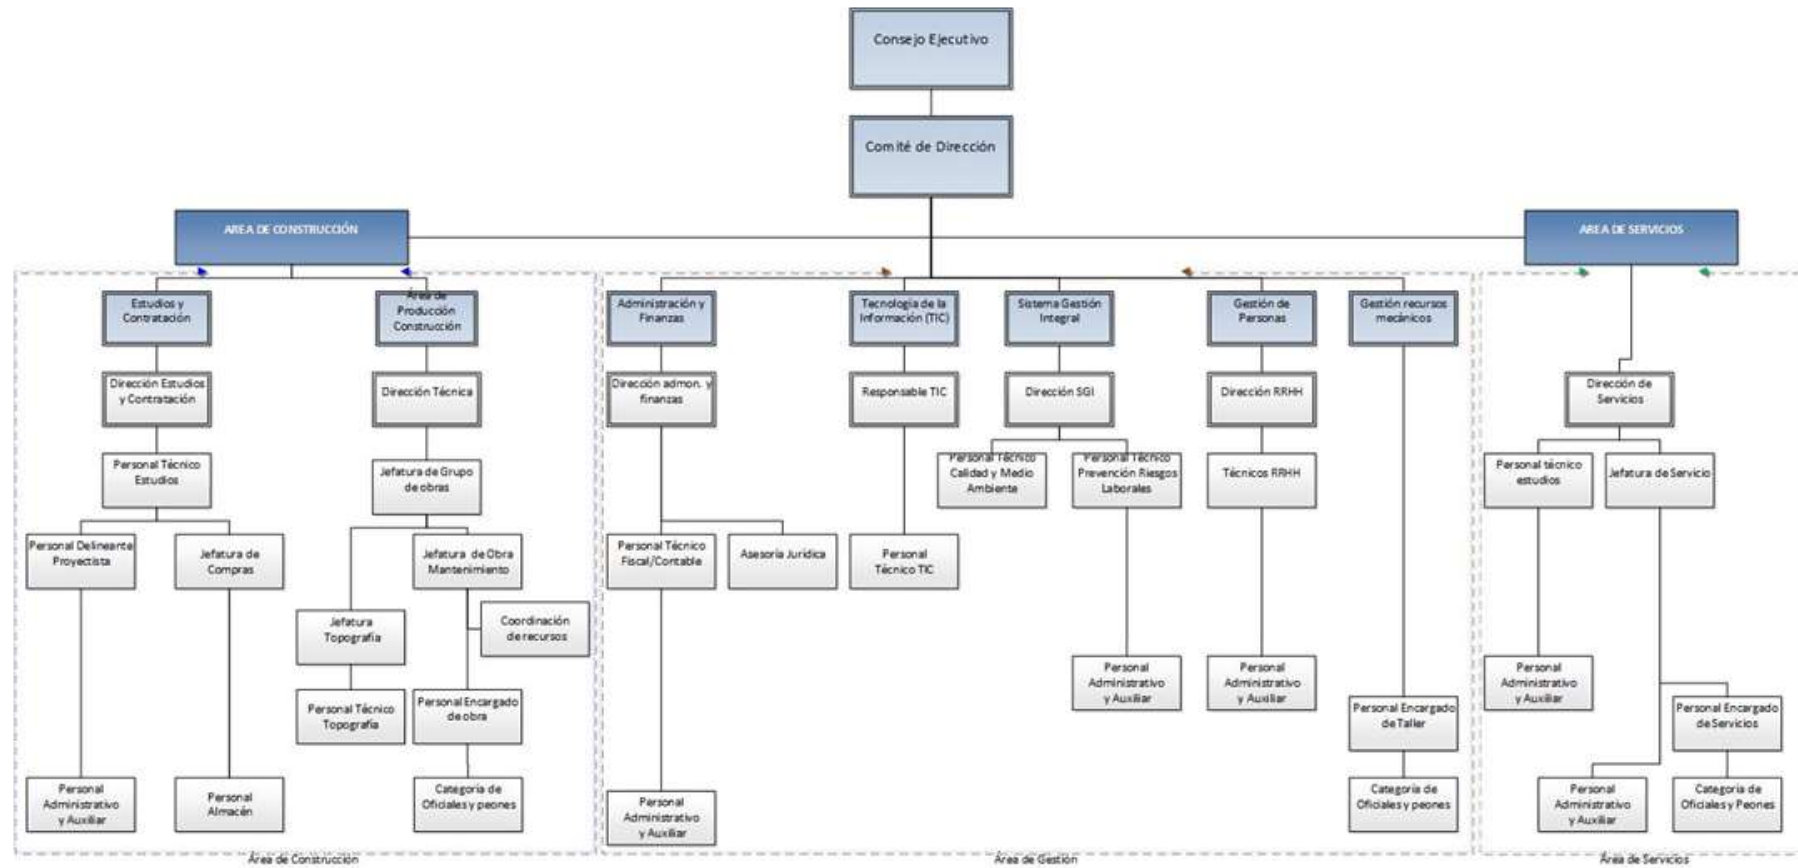 Consejo Ejecutivo
Comité de Dirección
AREA DE CONSTRUCCIÓN
AREA DE SERVICIOS
Estudios y
Contratación
Área de
Producción
Construcción
Administración y
Finanzas
Tecnología de la
Información (TIC)
Sistema Gestión
Integral
Gestión de
Personas
Gestión recursos
mecánicos
Dirección Estudios
y Contratación
Dirección Técnica
Dirección admon. y
finanzas
Responsable TIC
Dirección SGI
Dirección RRHH
Dirección de
Servicios
Personal Técnico
Estudios
Jefatura de Grupo
de obras
Personal Técnico
Calidad y Medio
Ambiente
Personal Técnico
Prevención Riesgos
Laborales
Técnicos RRHH
Personal técnico
estudios
Jefatura de Servicio
Personal Delineante
Proyectista
Jefatura de
Compras
Jefatura de Obra
Mantenimiento
Personal Técnico
Fiscal/Contable
Asesoría Jurídica
Personal
Técnico TIC
Jefatura
Topografía
Coordinación
de recursos
Personal
Administrativo
y Auxiliar
Personal
Administrativo
y Auxiliar
Personal
Administrativo
y Auxiliar
Personal Técnico
Topografía
Personal Encargado
de obra
Personal Encargado
de Taller
Personal Encargado
de Servicios
Personal
Administrativo
y Auxiliar
Personal
Almacén
Categoría de
Oficiales y peones
Personal
Administrativo
y Auxiliar
Categoría de
Oficiales y peones
Personal
Administrativo
y Auxiliar
Categoría de
Oficiales y Peones
Área de Construcción
Área de Gestión
Área de Servicios